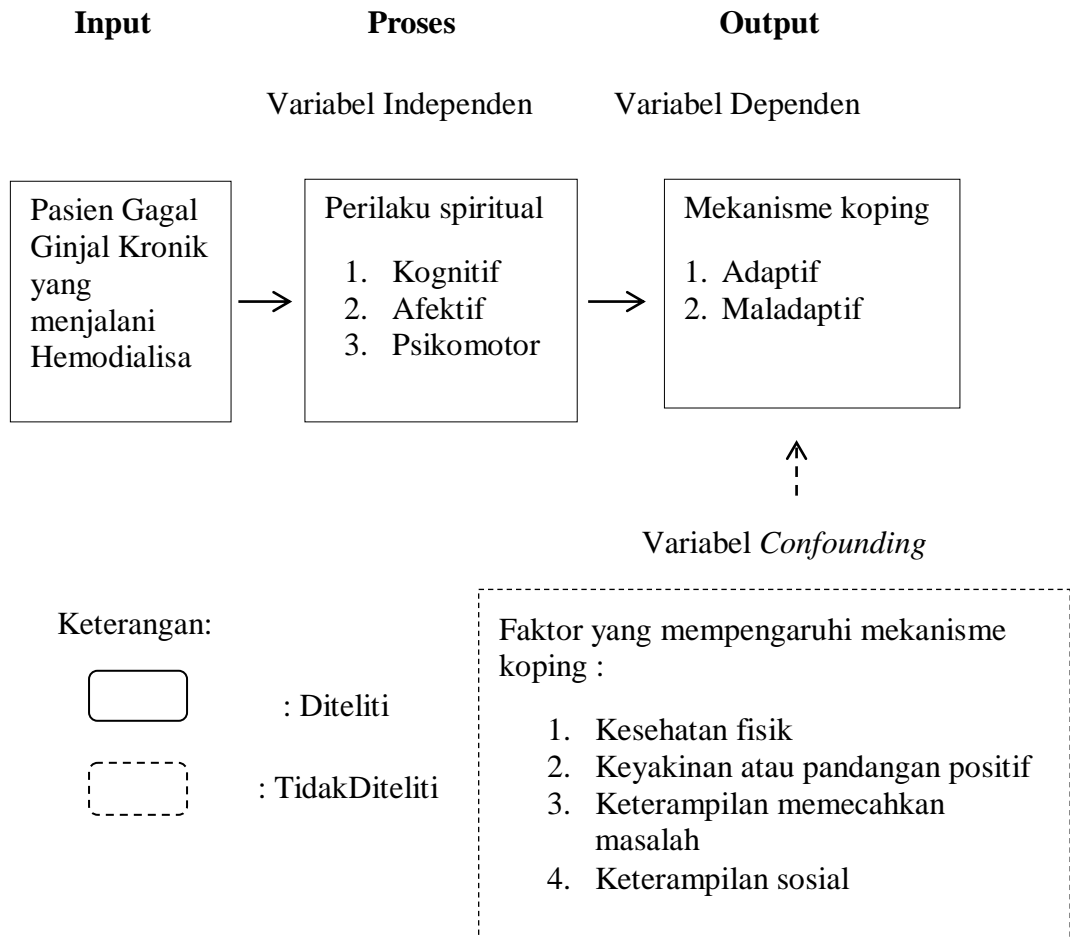 Input
Proses
Output
Variabel Independen
Variabel Dependen
Pasien Gagal
Ginjal Kronik
yang
menjalani
Hemodialisa
Perilaku spiritual
1. Kognitif
2. Afektif
3. Psikomotor
Mekanisme koping
1. Adaptif
2. Maladaptif
Variabel Confounding
Keterangan:
: Diteliti
: TidakDiteliti
Faktor yang mempengaruhi mekanisme
koping :
1. Kesehatan fisik
2. Keyakinan atau pandangan positif
3. Keterampilan memecahkan
masalah
4. Keterampilan sosial